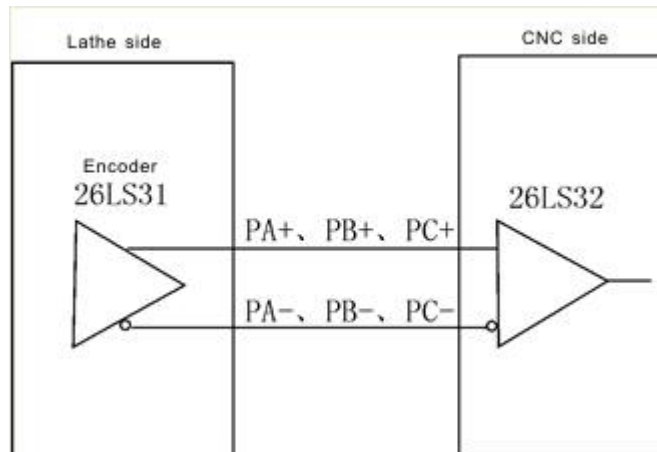 Lathe side
CNC side
Encoder
26LS31
26LS32
PA+、PB+、PC+
PA-、PB-、PC-